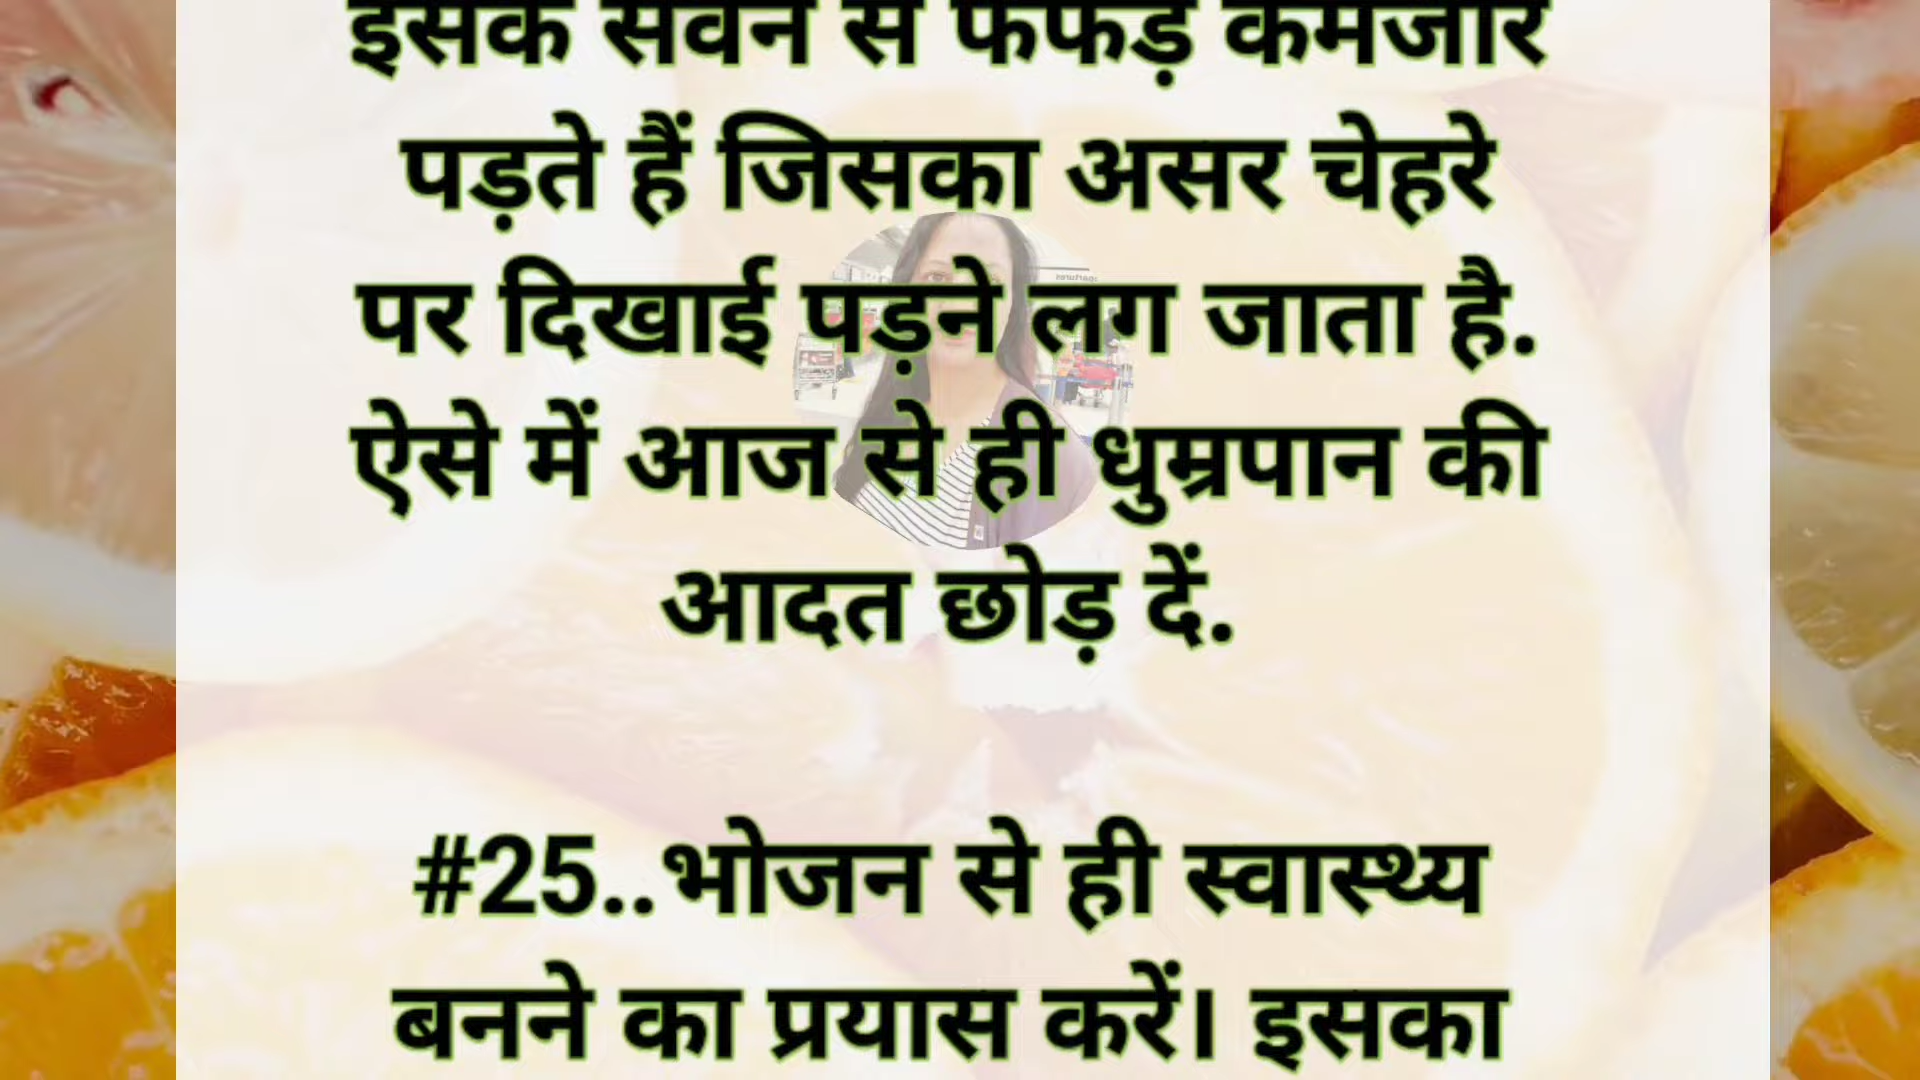 इसके सेवन से फेफड़े कमजोर
पड़ते हैं जिसका असर चेहरे
पर दिखाई पड़ने लग जाता है.
ऐसे में आज से ही धुम्रपान की
आदत छोड़ दें.
#25..भोजन से ही स्वास्थ्य
बनने का प्रयास करें। इसका